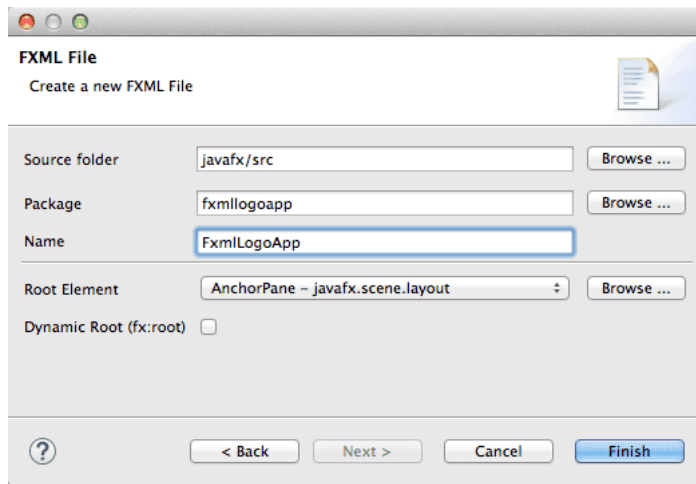 FXML File
Create a new FXML File
Source folder javafx/src Browse ...
Package fxmllogoapp Browse ...
Name FxmlLogoApp
Root Element AnchorPane – javafx.scene.layout Browse ...
Dynamic Root (fx:root)
? < Back Next > Cancel Finish